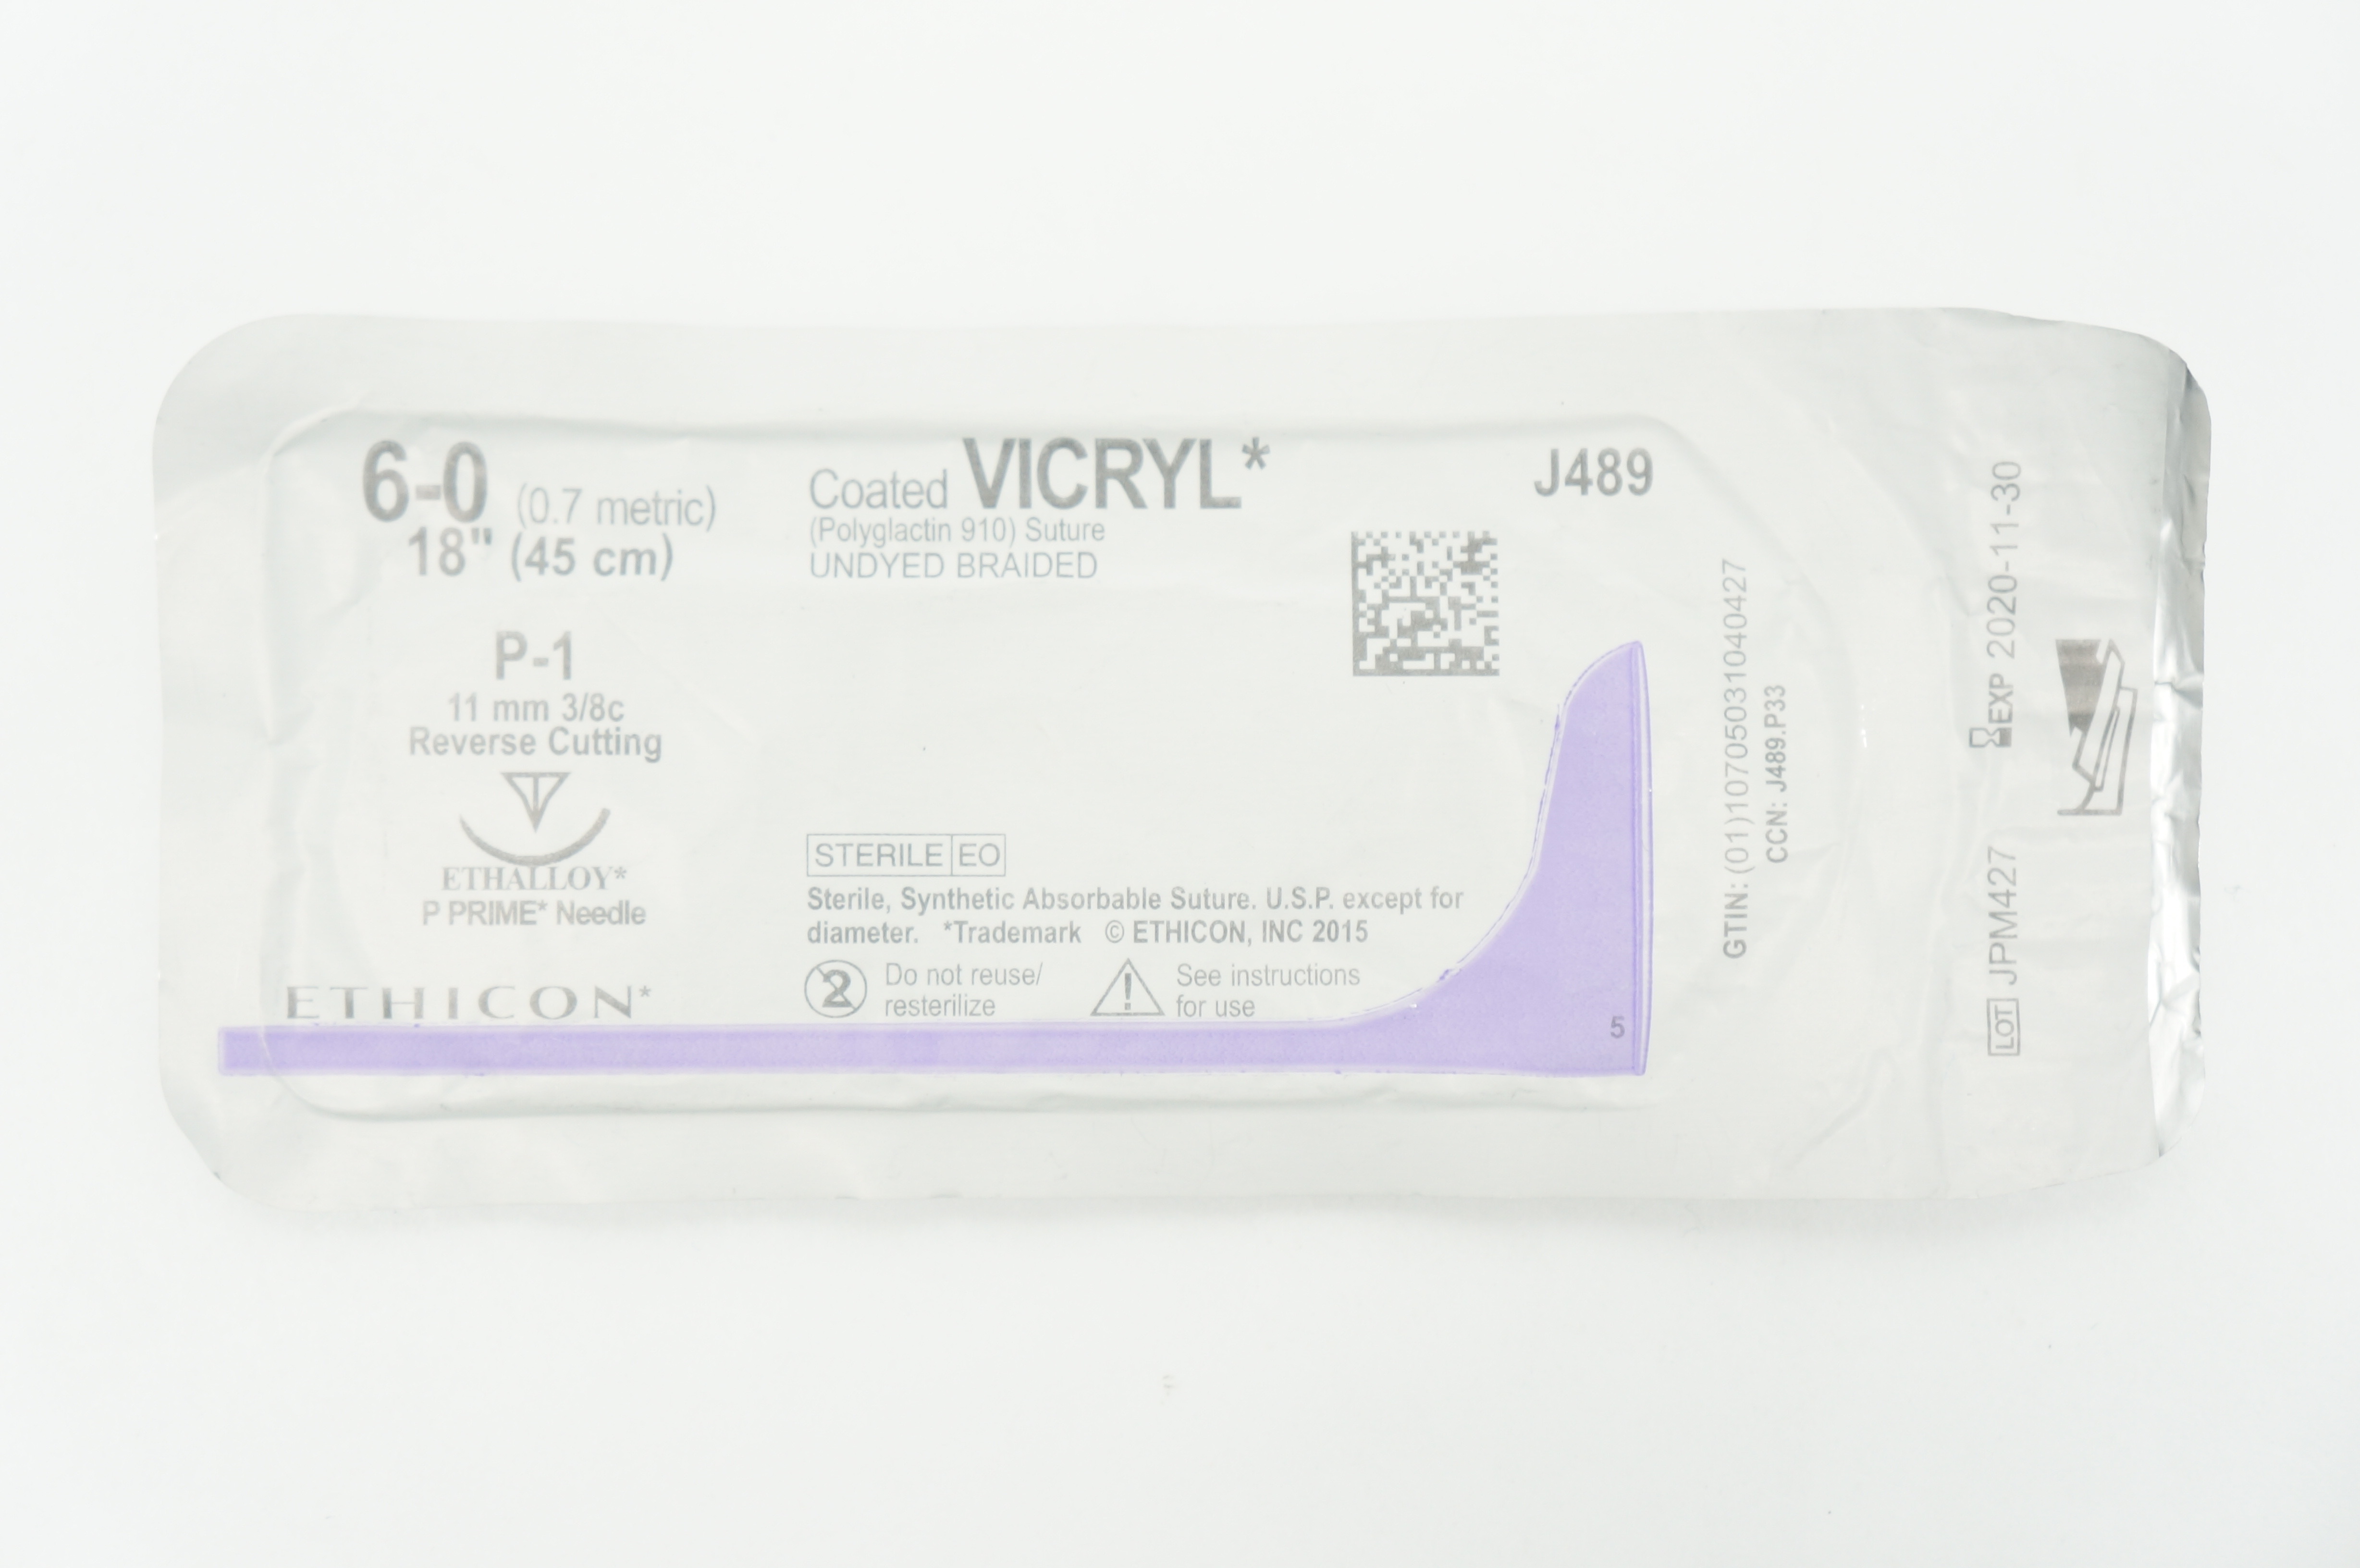 6-0 (0.7 metric)
18" (45 cm)
P-1
11 mm 3/8c
Reverse Cutting
ETHALLOY*
P PRIME* Needle
ETHICON*
Coated VICRYL*
(Polyglactin 910) Suture
UNDYED BRAIDED
STERILE EO
Sterile, Synthetic Absorbable Suture. U.S.P. except for
diameter. *Trademark © ETHICON, INC 2015
2 Do not reuse/
resterilize
! See instructions
for use
J489
5
GTIN: (01)10705031040427
CCN: J489.P33
EXP 2020-11-30
LOT JPM427